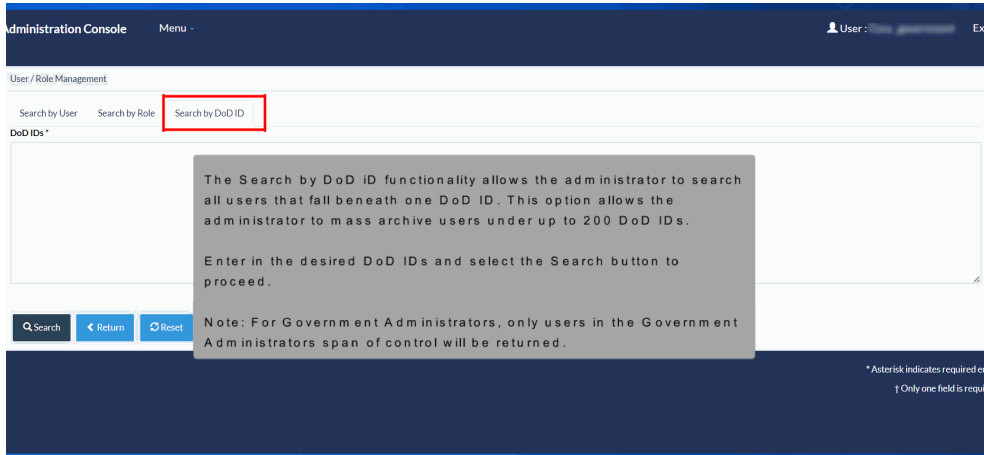 Administration Console Menu -
User :
Ex
User / Role Management
Search by User Search by Role Search by DoD ID
DoD IDs *
The Search by DoD iD functionality allows the administrator to search
all users that fall beneath one DoD ID. This option allows the
administrator to mass archive users under up to 200 DoD IDs.
Enter in the desired DoD IDs and select the Search button to
proceed.
Note: For Government Administrators, only users in the Government
Administrators span of control will be returned.
Search Return Reset
* Asterisk indicates required e
† Only one field is requi